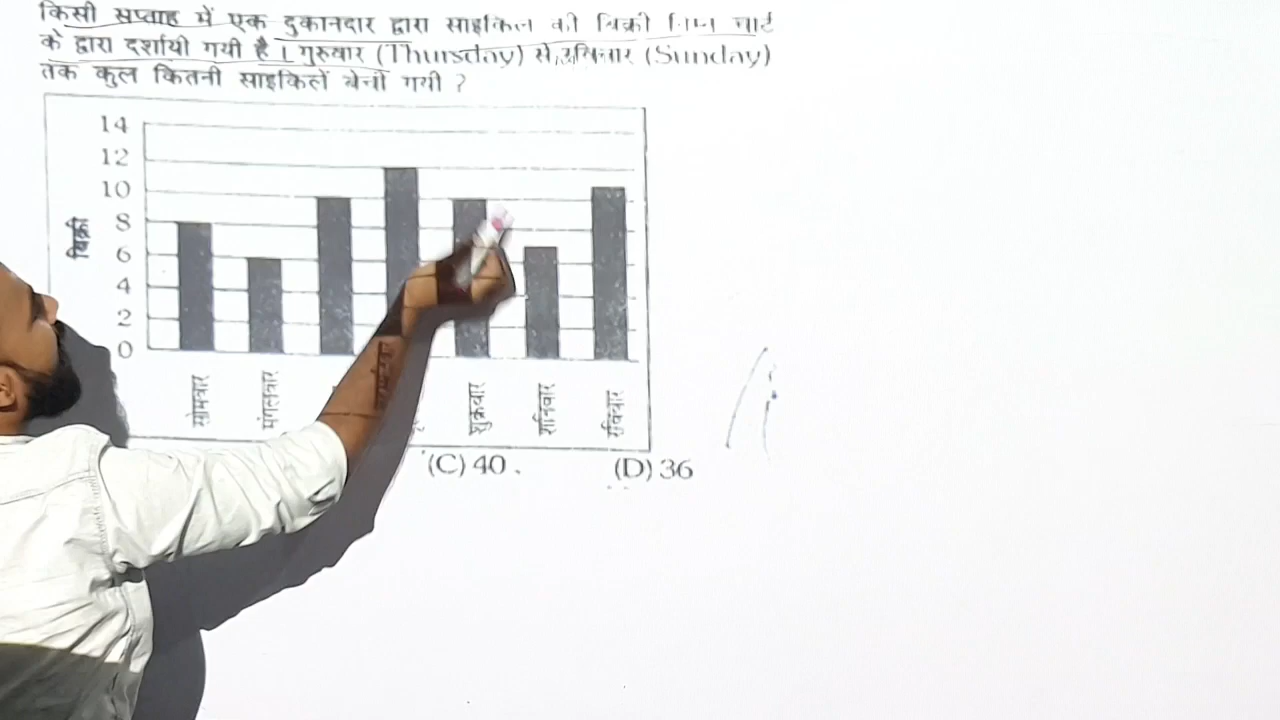 किसी सप्ताह में एक दुकानदार द्वारा साइकिल की बिक्री निम्न चार्ट
के द्वारा दर्शायी गयी है । गुरुवार (Thursday) से रविवार (Sunday)
तक कुल कितनी साइकिलें बेची गयी ?
14
12
10
8
6
4
2
0
बिक्री
सोमवार
मंगलवार
शुक्रवार
शनिवार
रविवार
(C) 40
(D) 36